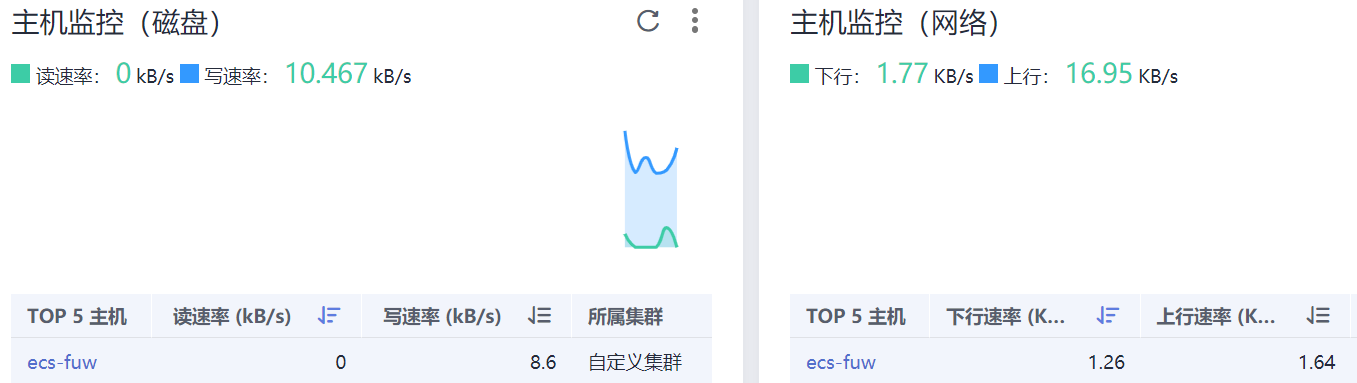 主机监控（磁盘）
读速率： 0 kB/s 写速率： 10.467 kB/s
TOP 5 主机 读速率 (kB/s) 写速率 (kB/s) 所属集群
ecs-fuw 0 8.6 自定义集群
主机监控（网络）
下行： 1.77 KB/s 上行： 16.95 KB/s
TOP 5 主机 下行速率 (K... 上行速率 (K...
ecs-fuw 1.26 1.64